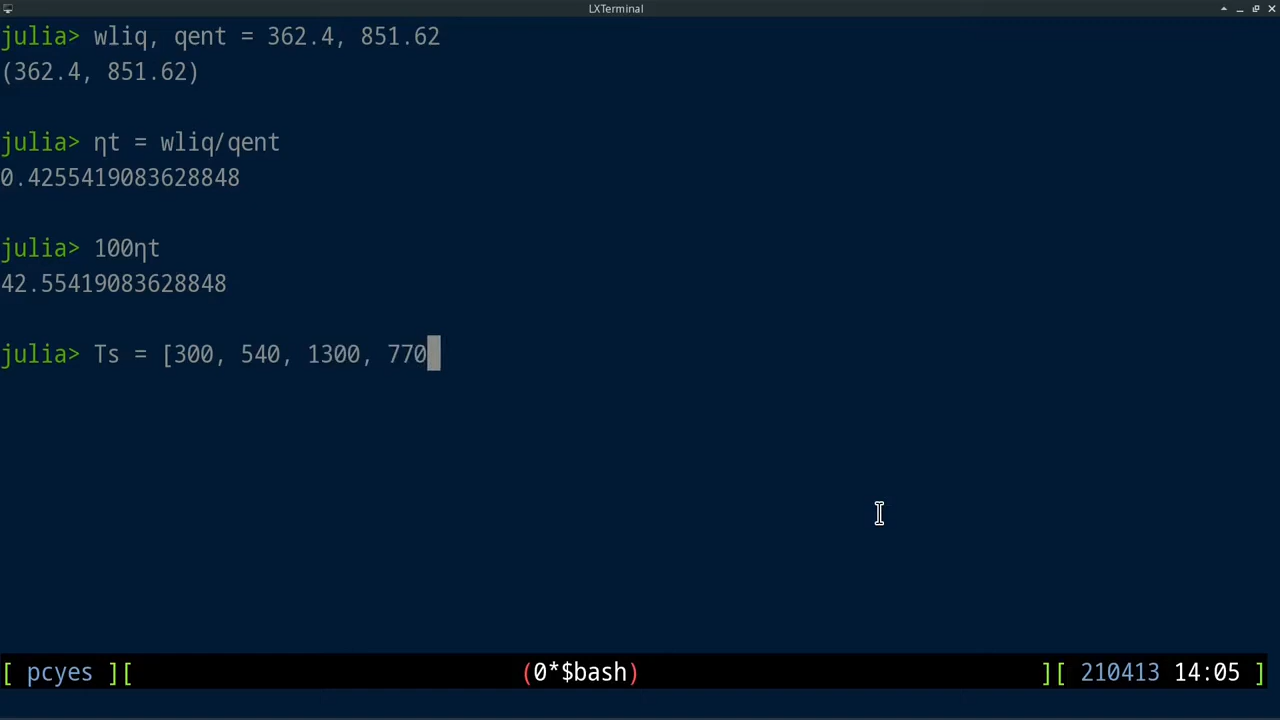 LXTerminal
julia> wliq, qent = 362.4, 851.62
(362.4, 851.62)
julia> ηt = wliq/qent
0.4255419083628848
julia> 100ηt
42.55419083628848
julia> Ts = [300, 540, 1300, 770
[ pcyes ][ (0*$bash) ][ 210413 14:05 ]